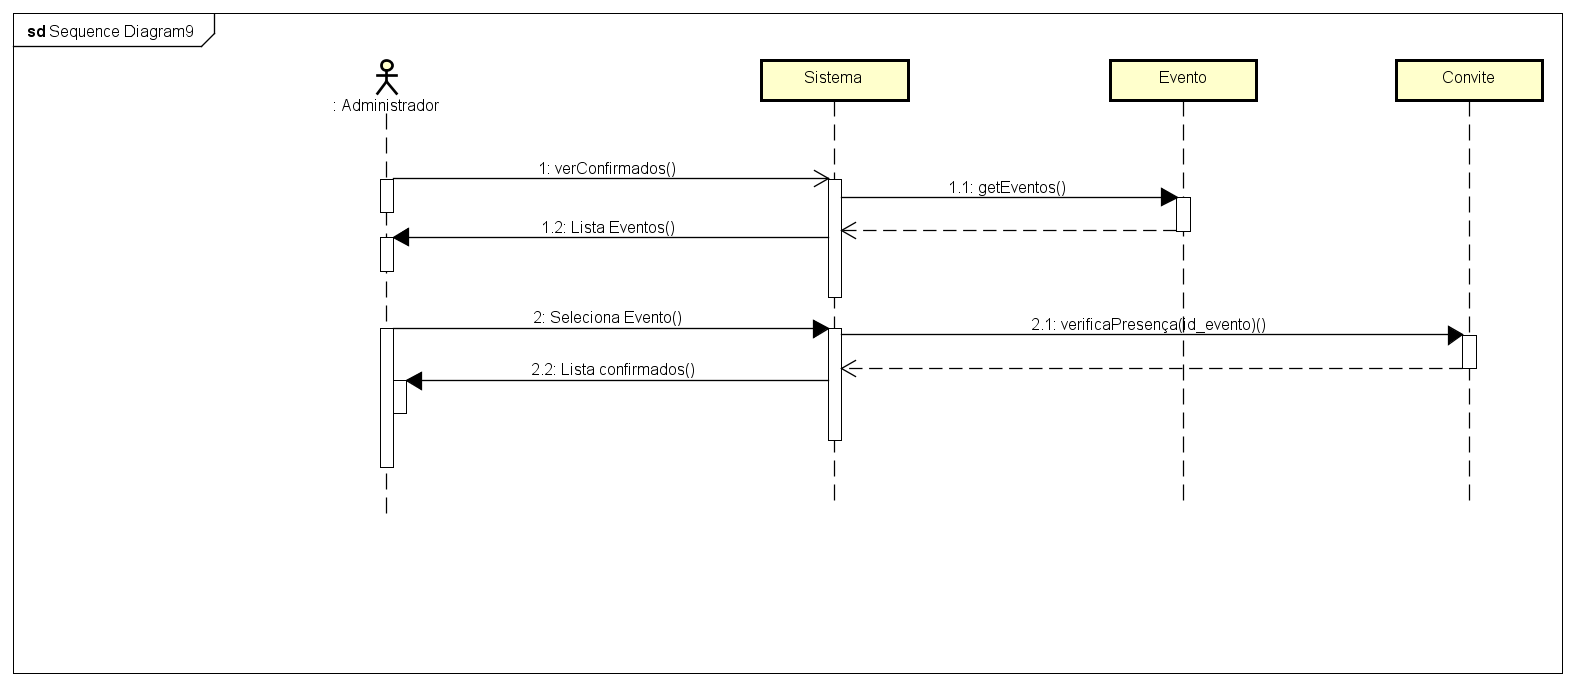 sd Sequence Diagram9
: Administrador
Sistema
Evento
Convite
1: verConfirmados()
1.1: getEventos()
1.2: Lista Eventos()
2: Seleciona Evento()
2.1: verificaPresença(id_evento)()
2.2: Lista confirmados()